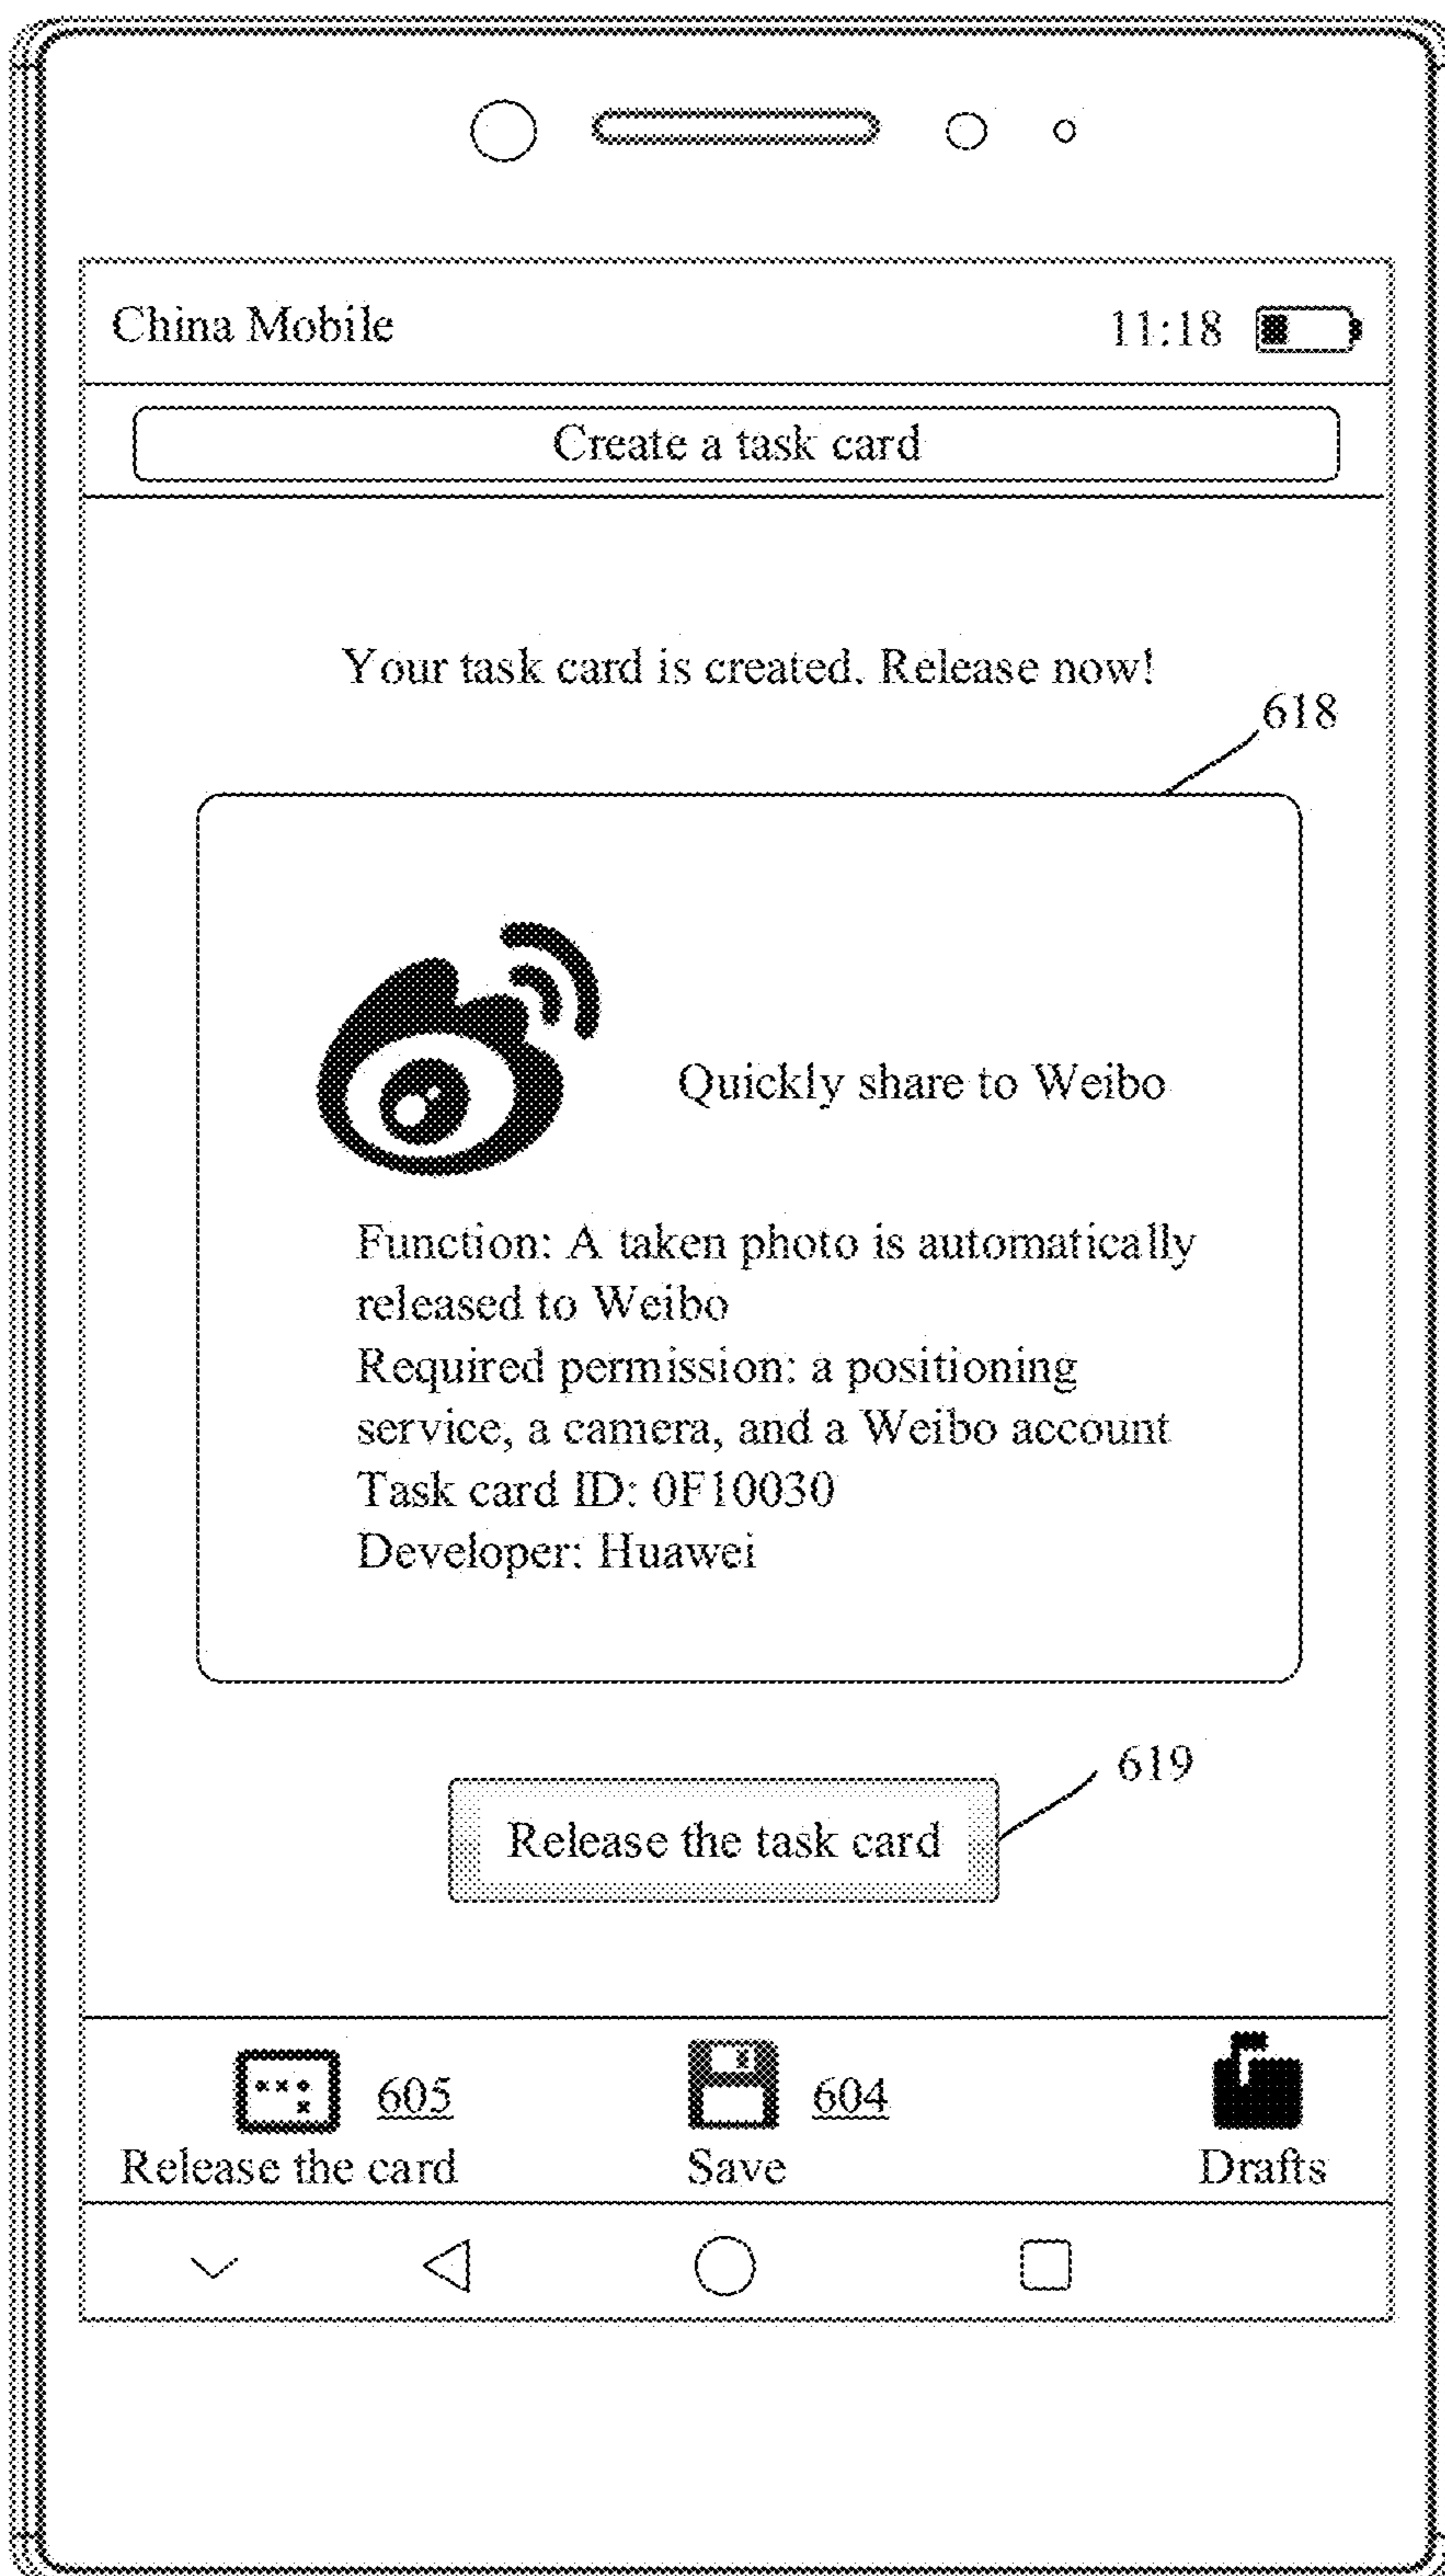 China Mobile 11:18
Create a task card
Your task card is created. Release now!
618
Quickly share to Weibo
Function: A taken photo is automatically
released to Weibo
Required permission: a positioning
service, a camera, and a Weibo account
Task card ID: 0F10030
Developer: Huawei
619
Release the task card
605 604
Release the card Save Drafts